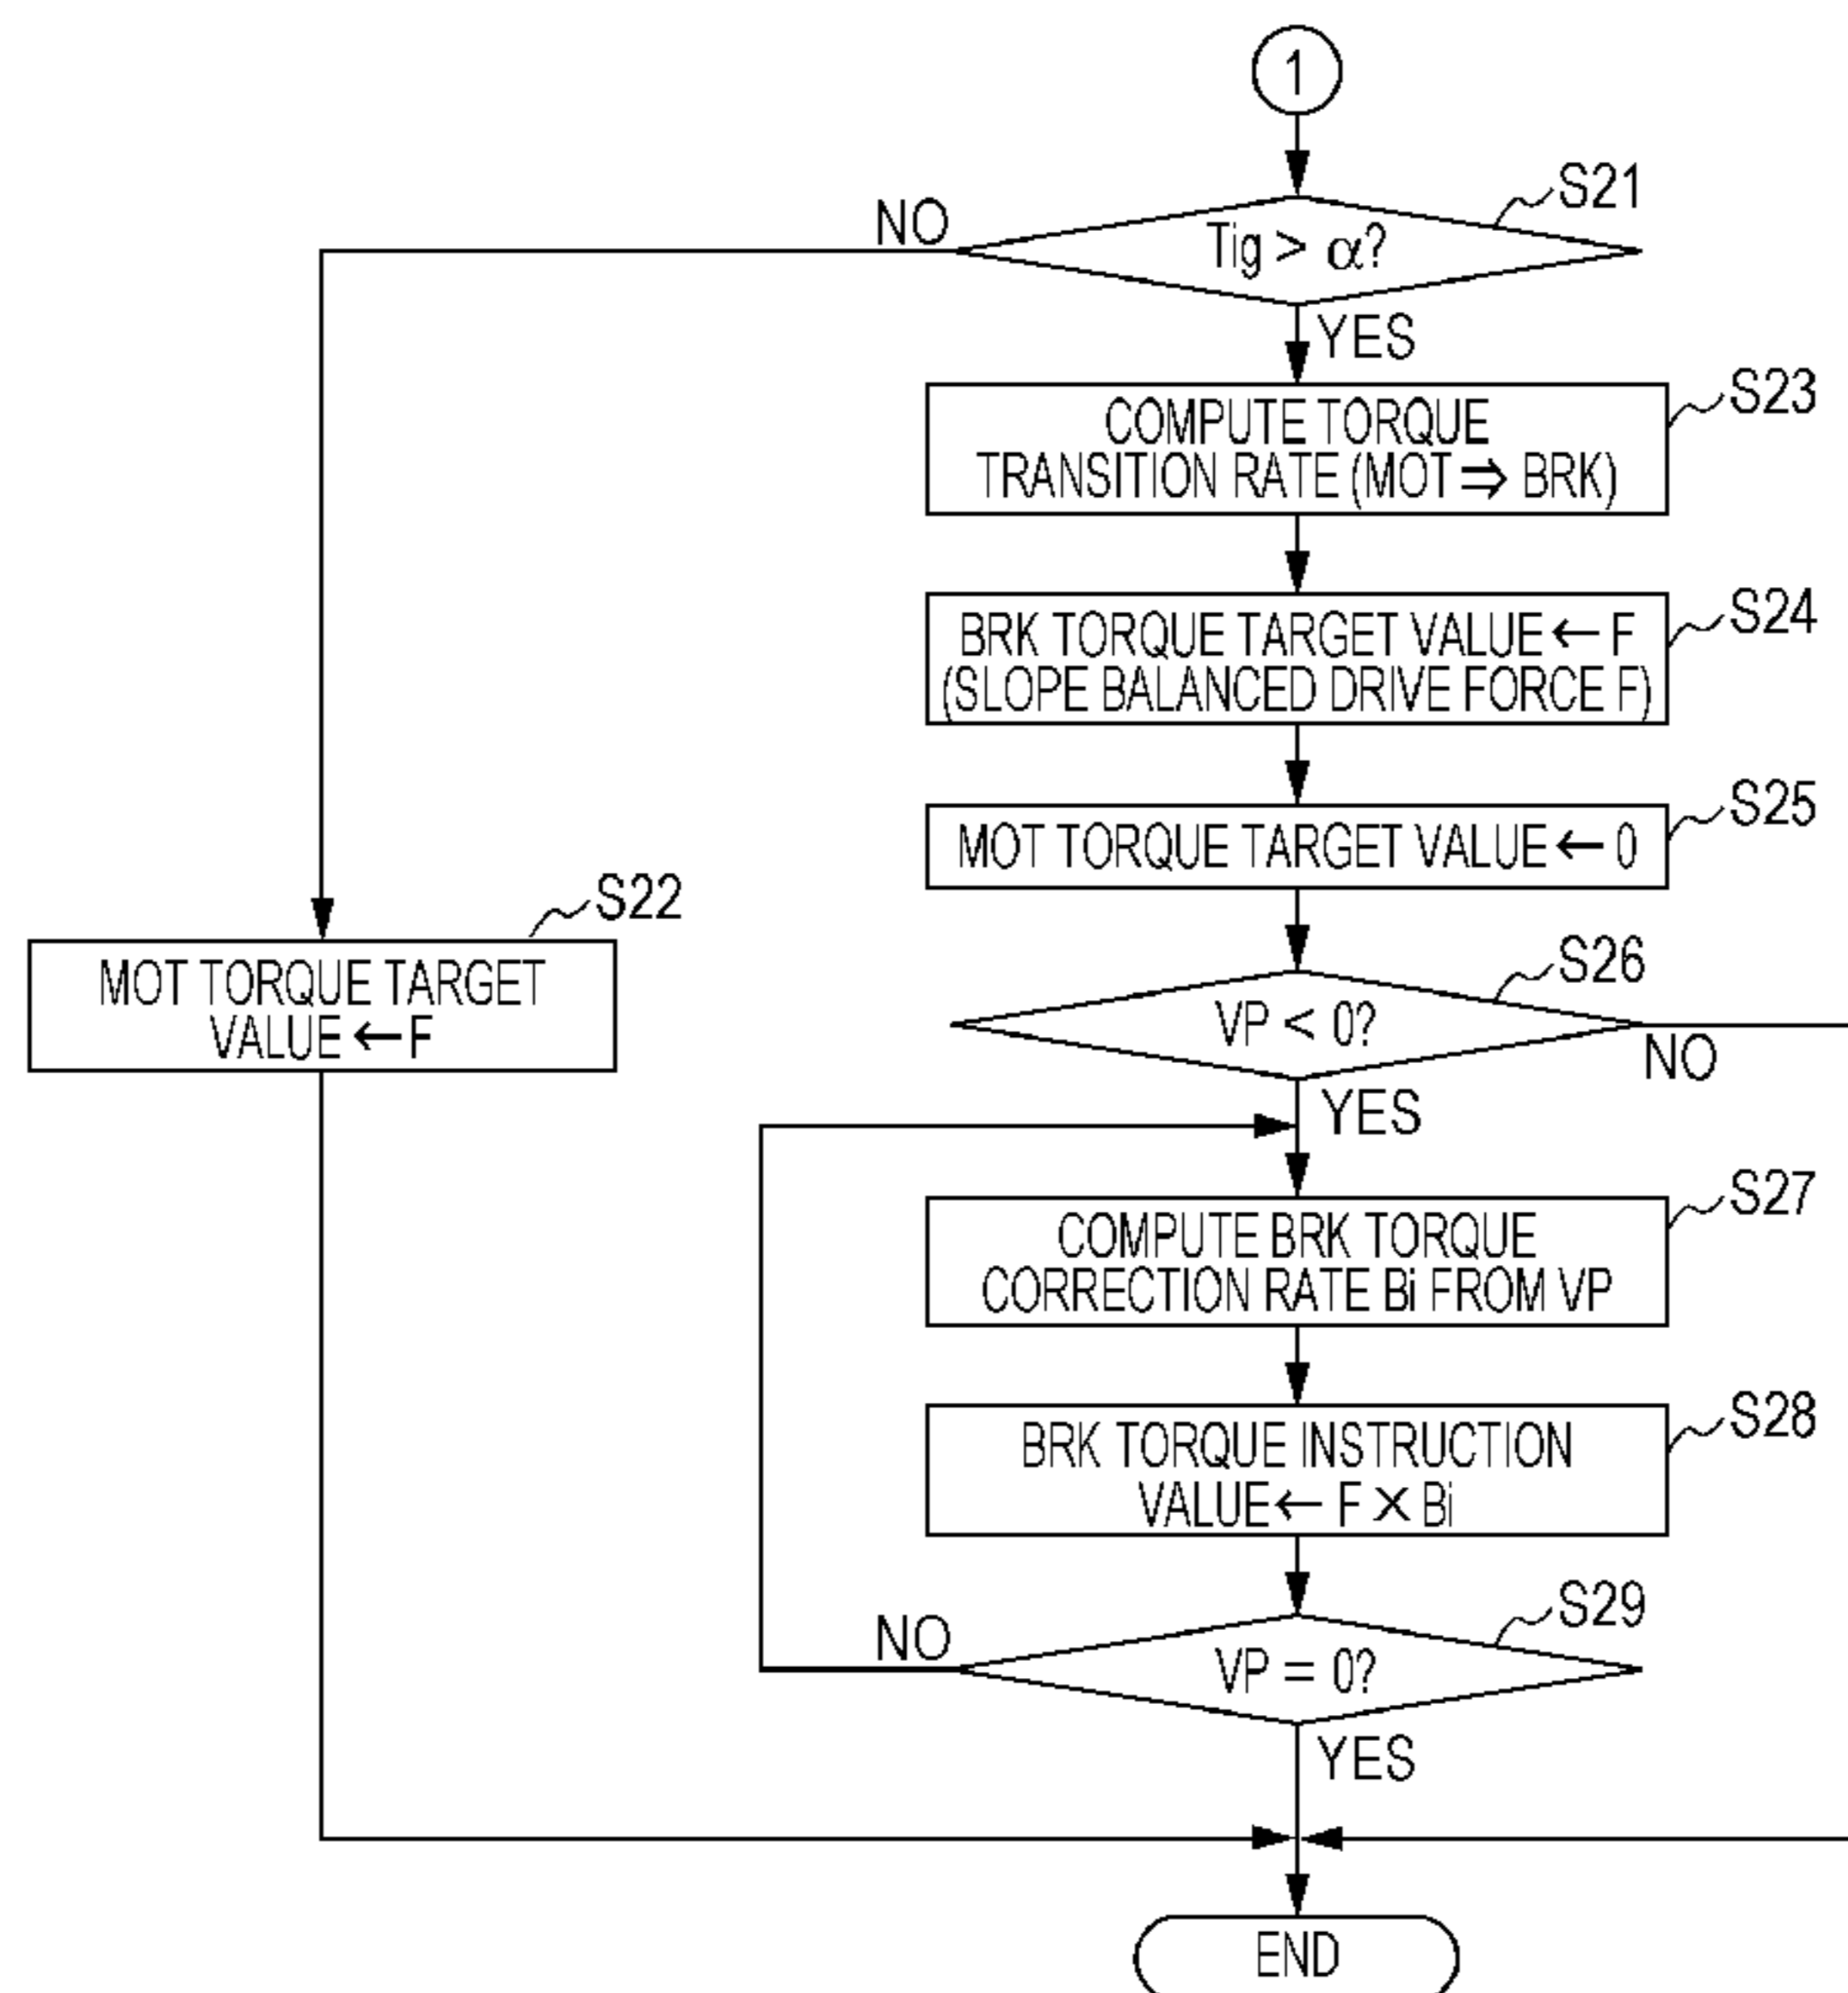 1
S21
NO
Tig > α?
YES
S23
COMPUTE TORQUE
TRANSITION RATE (MOT ⇒ BRK)
S24
BRK TORQUE TARGET VALUE ← F
(SLOPE BALANCED DRIVE FORCE F)
S25
MOT TORQUE TARGET VALUE ← 0
S22
MOT TORQUE TARGET
VALUE ← F
S26
VP < 0?
NO
YES
S27
COMPUTE BRK TORQUE
CORRECTION RATE Bi FROM VP
S28
BRK TORQUE INSTRUCTION
VALUE ← F × Bi
S29
NO
VP = 0?
YES
END